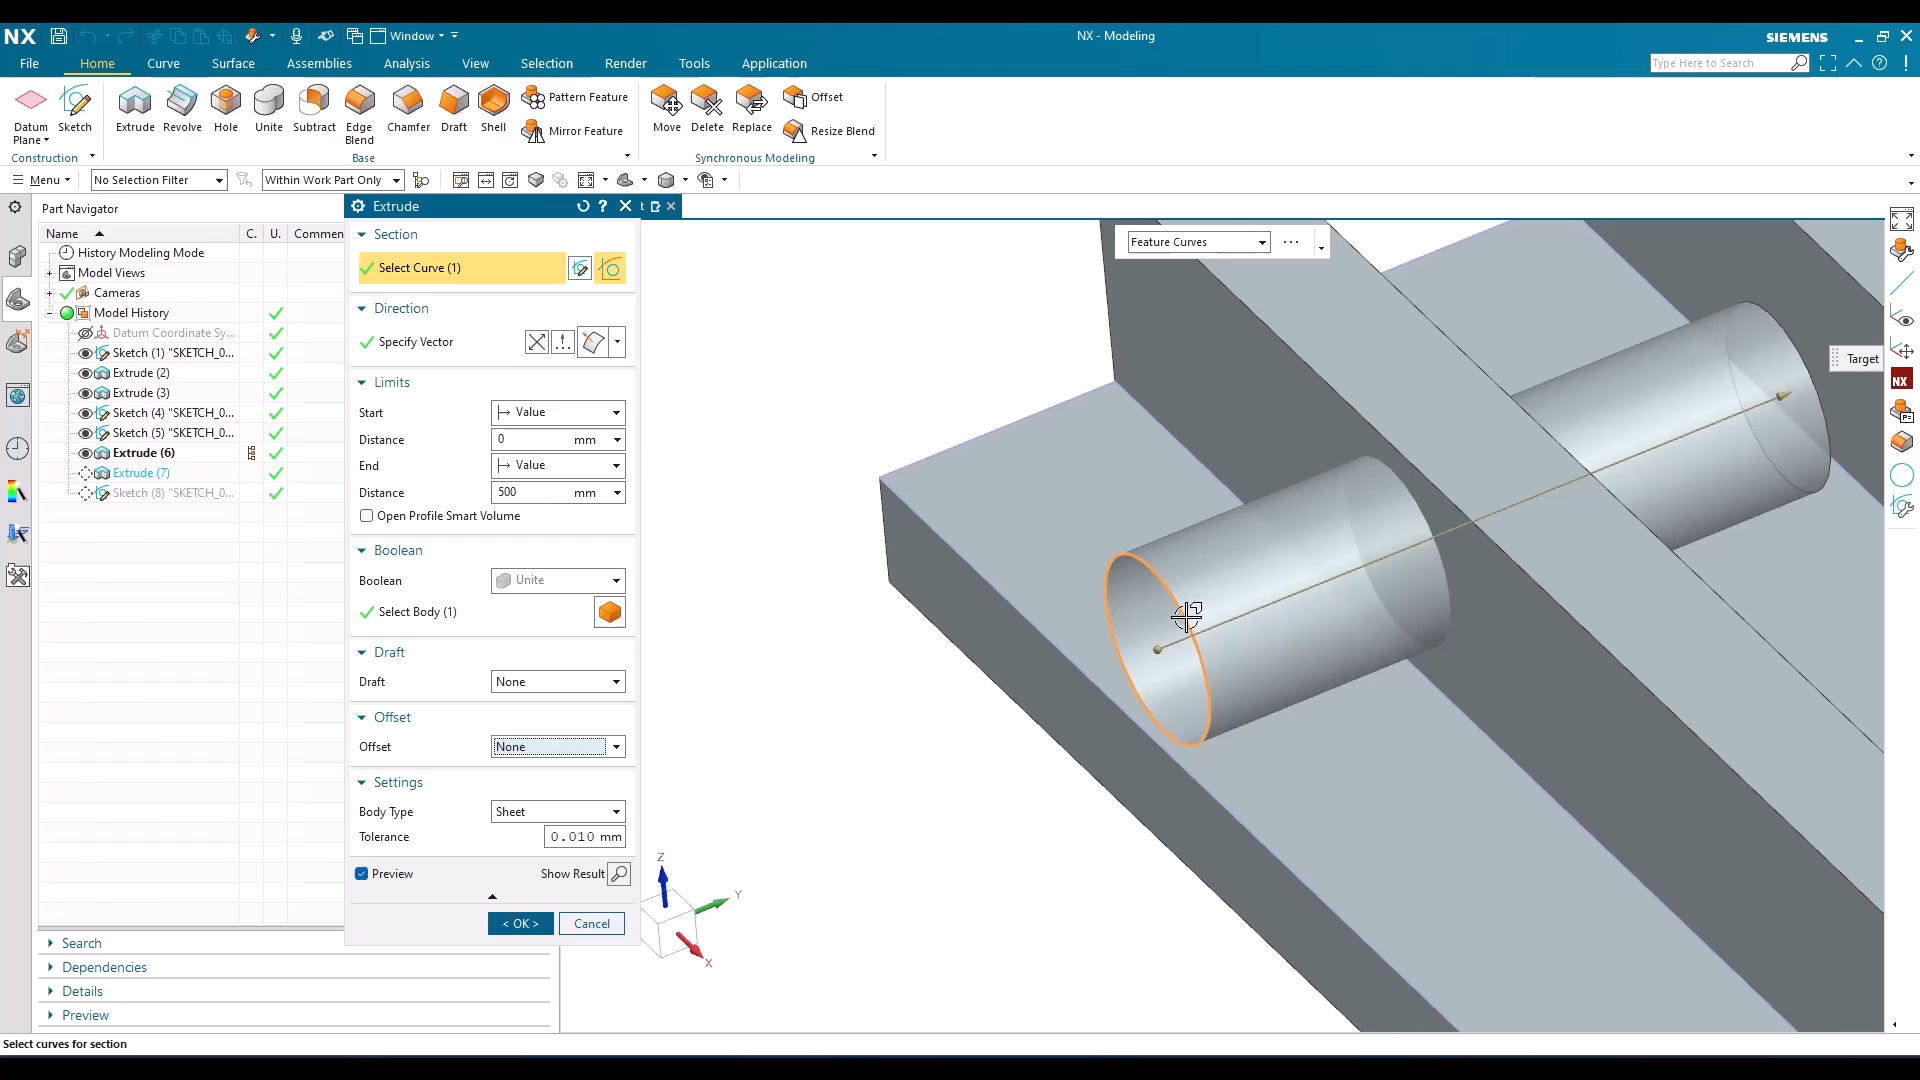 NX
Window
NX - Modeling
SIEMENS
File
Home
Curve
Surface
Assemblies
Analysis
View
Selection
Render
Tools
Application
Type Here to Search
Datum Plane
Sketch
Extrude
Revolve
Hole
Unite
Subtract
Edge Blend
Chamfer
Draft
Shell
Pattern Feature
Mirror Feature
Move
Delete
Replace
Offset
Resize Blend
Construction
Base
Synchronous Modeling
Menu
No Selection Filter
Within Work Part Only
Part Navigator
Name
C.
U.
Commen
History Modeling Mode
Model Views
Cameras
Model History
Datum Coordinate Sy...
Sketch (1) "SKETCH_0...
Extrude (2)
Extrude (3)
Sketch (4) "SKETCH_0...
Sketch (5) "SKETCH_0...
Extrude (6)
Extrude (7)
Sketch (8) "SKETCH_0...
Search
Dependencies
Details
Preview
Extrude
?
t
Section
Select Curve (1)
Direction
Specify Vector
Limits
Start
Value
Distance
0 mm
End
Value
Distance
500 mm
Open Profile Smart Volume
Boolean
Boolean
Unite
Select Body (1)
Draft
Draft
None
Offset
Offset
None
Settings
Body Type
Sheet
Tolerance
0.010 mm
Preview
Show Result
< OK >
Cancel
Feature Curves
Target
NX
Z
Y
X
Select curves for section